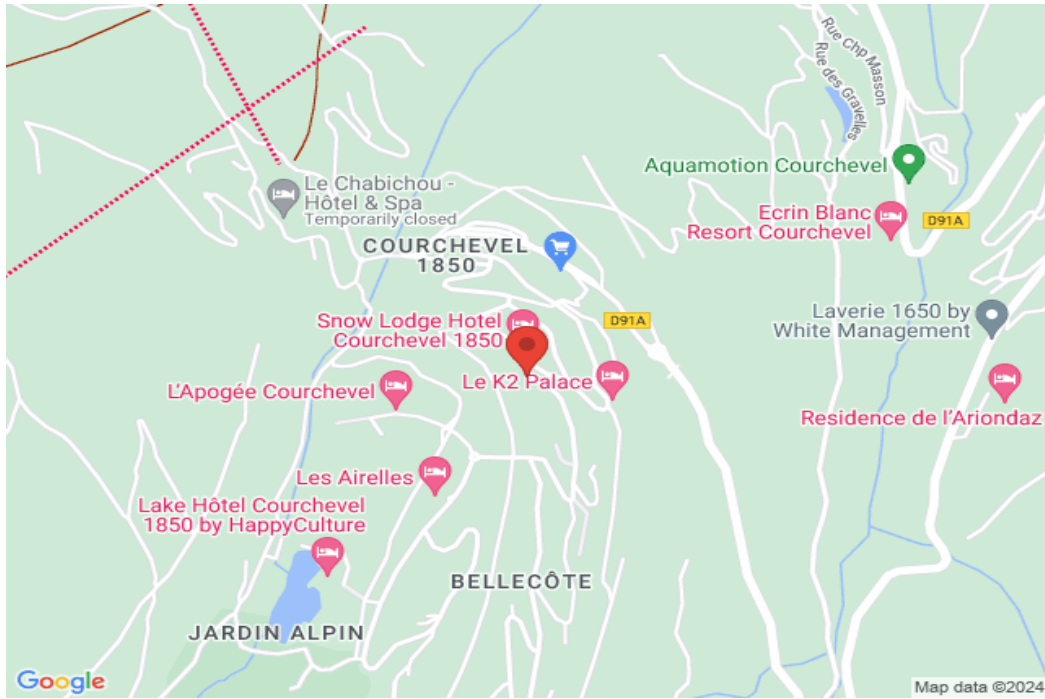 Rue Chp Masson
Rue des Gravelles
Aquamotion Courchevel
Le Chabichou -
Hôtel & Spa
Temporarily closed
Ecrin Blanc
Resort Courchevel
D91A
COURCHEVEL
1850
Snow Lodge Hotel
Courchevel 1850
D91A
Laverie 1650 by
White Management
L'Apogée Courchevel
Le K2 Palace
Residence de l'Ariondaz
Les Airelles
Lake Hôtel Courchevel
1850 by HappyCulture
BELLECÔTE
JARDIN ALPIN
Google
Map data ©2024